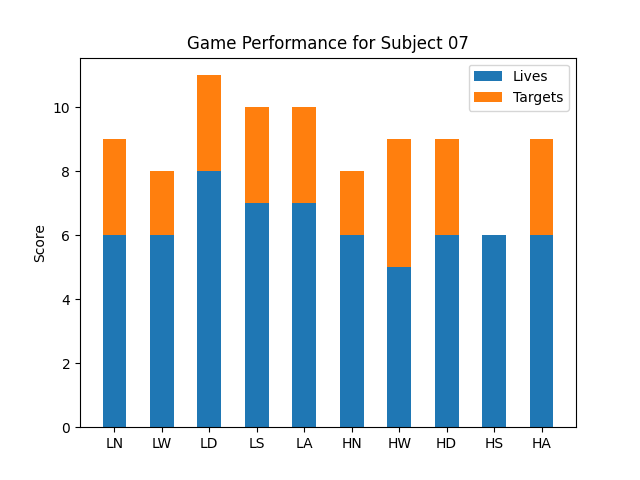 Game Performance for Subject 07
Lives
Targets
10
8
6
4
2
0
Score
LN LW LD LS LA HN HW HD HS HA